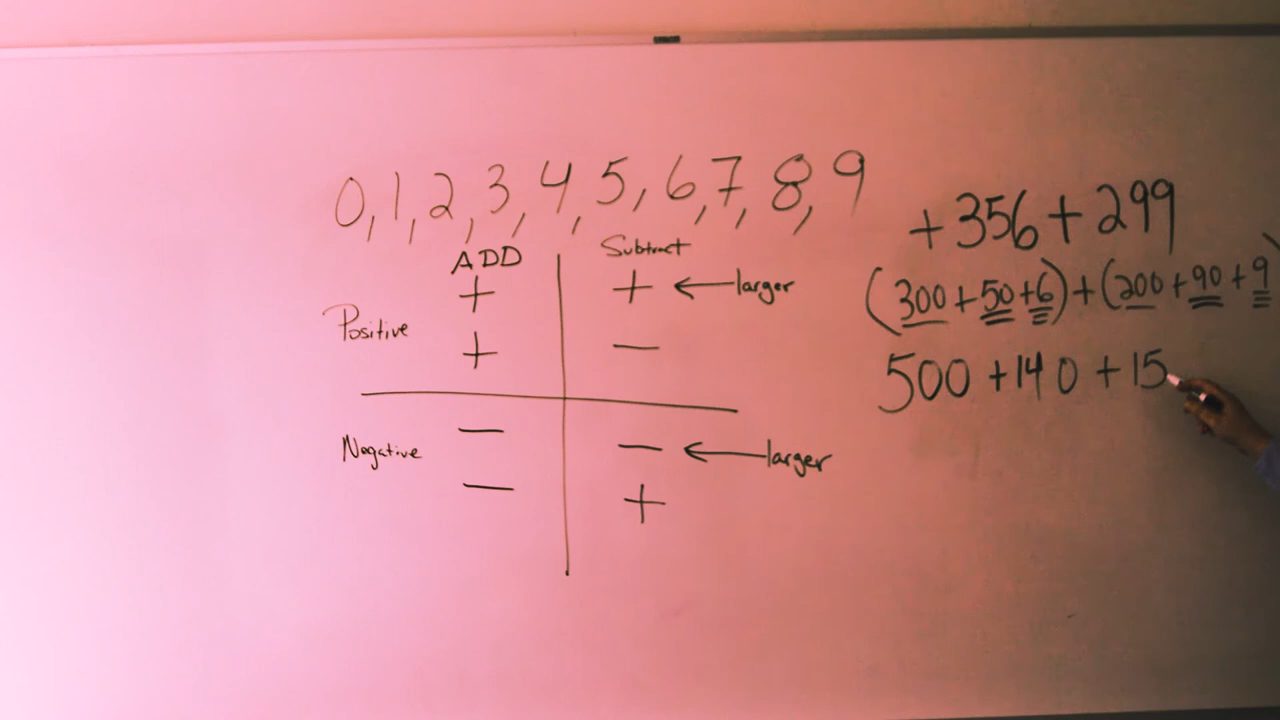 0, 1, 2, 3, 4, 5, 6, 7, 8, 9
ADD Subtract
Positive + + ← larger
+ —
Negative — — ← larger
— +
+ 356 + 299
(300 + 50 + 6) + (200 + 90 + 9)
500 + 140 + 15